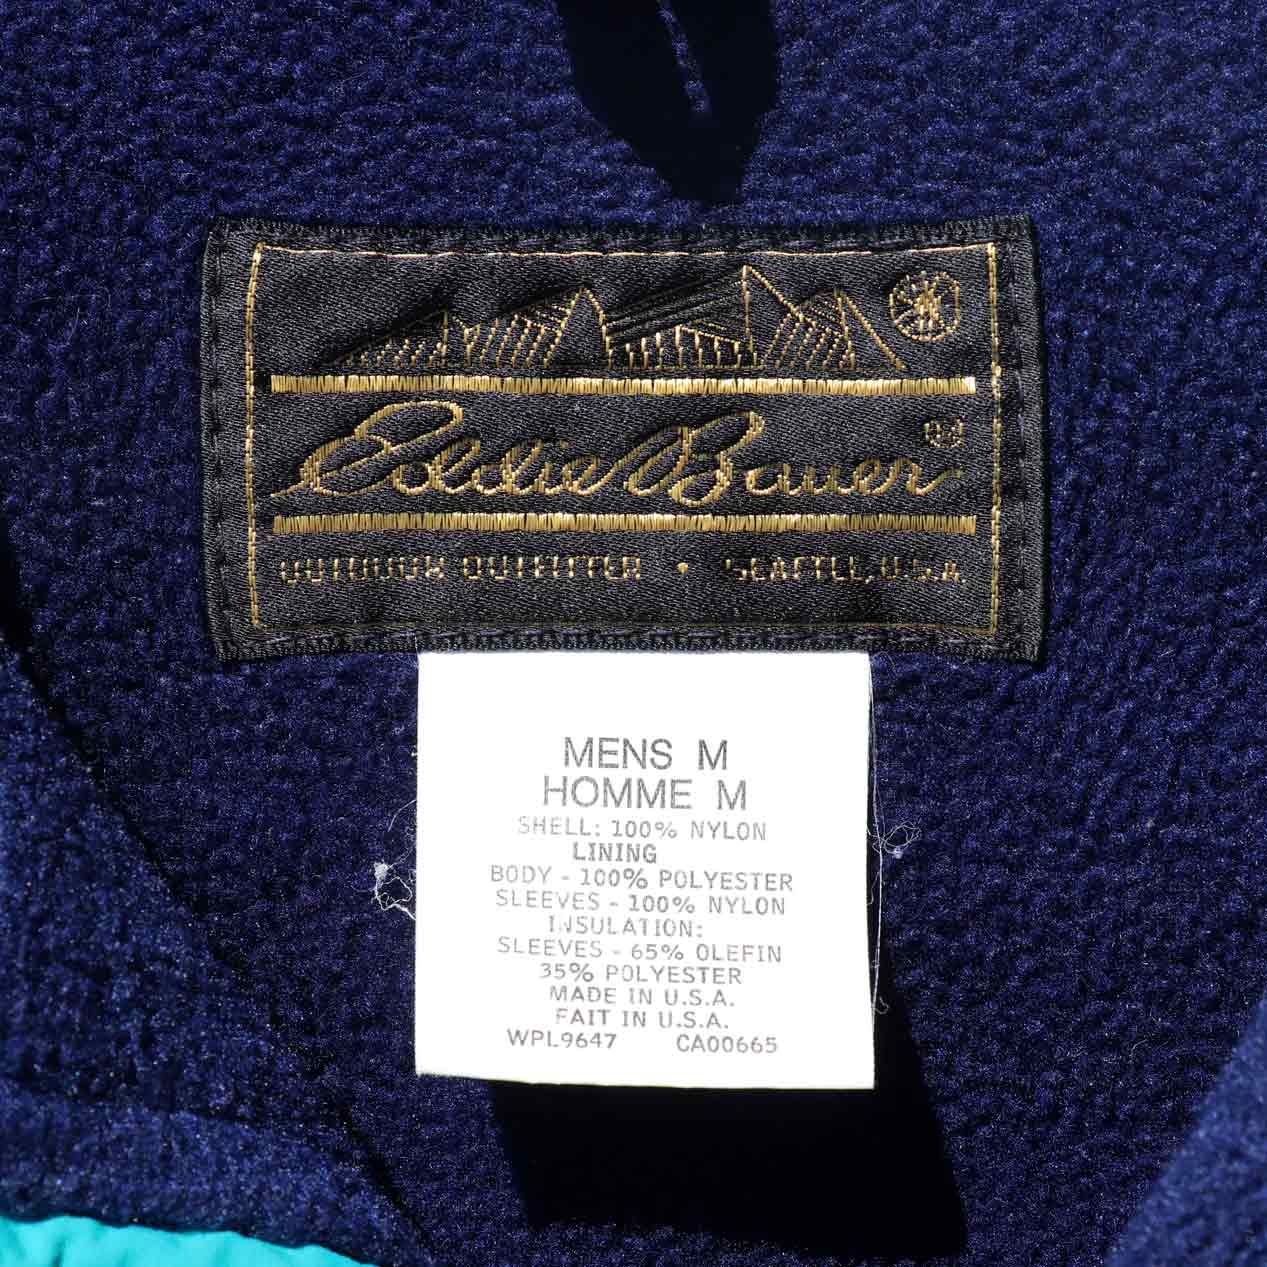 Eddie Bauer
OUTDOOR OUTFITTER • SEATTLE, U.S.A.
MENS M
HOMME M
SHELL: 100% NYLON
LINING
BODY - 100% POLYESTER
SLEEVES - 100% NYLON
INSULATION:
SLEEVES - 65% OLEFIN
35% POLYESTER
MADE IN U.S.A.
FAIT IN U.S.A.
WPL9647 CA00665